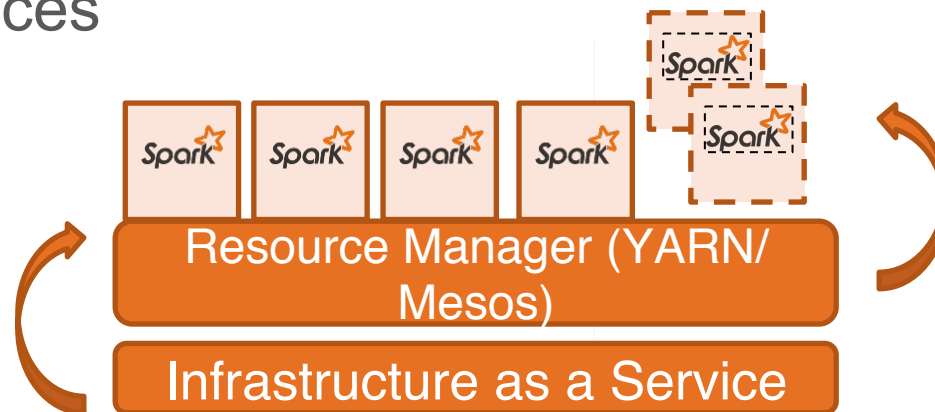 ces
Spark
Spark
Spark Spark Spark Spark
Resource Manager (YARN/
Mesos)
Infrastructure as a Service